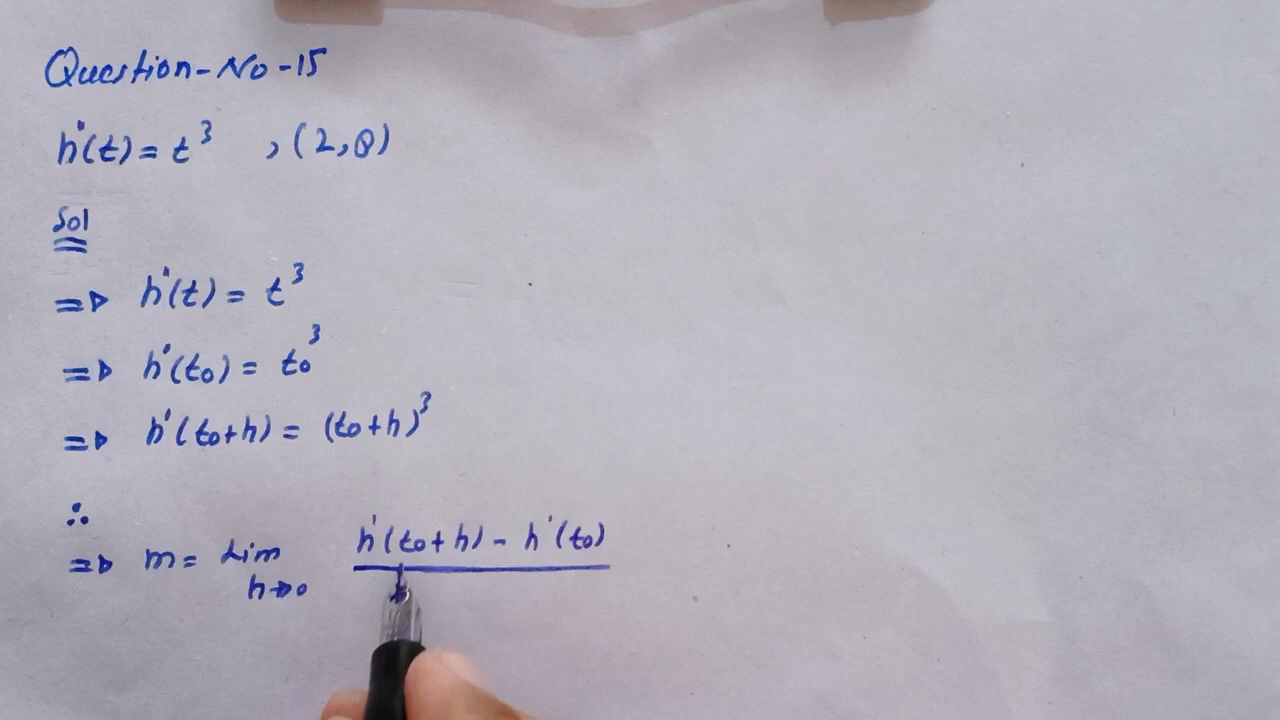 Question-No-15
h'(t) = t³ , (2,8)
Sol
=> h'(t) = t³
=> h'(t₀) = t₀³
=> h'(t₀+h) = (t₀+h)³
∴
=> m = Lim h'(t₀+h) - h'(t₀)
h→0